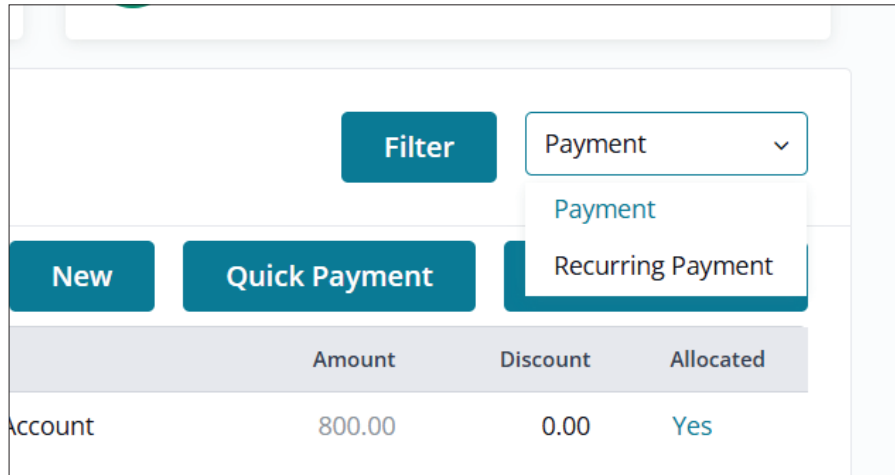 Filter Payment
Payment
Recurring Payment
New Quick Payment
Amount Discount Allocated
Account 800.00 0.00 Yes